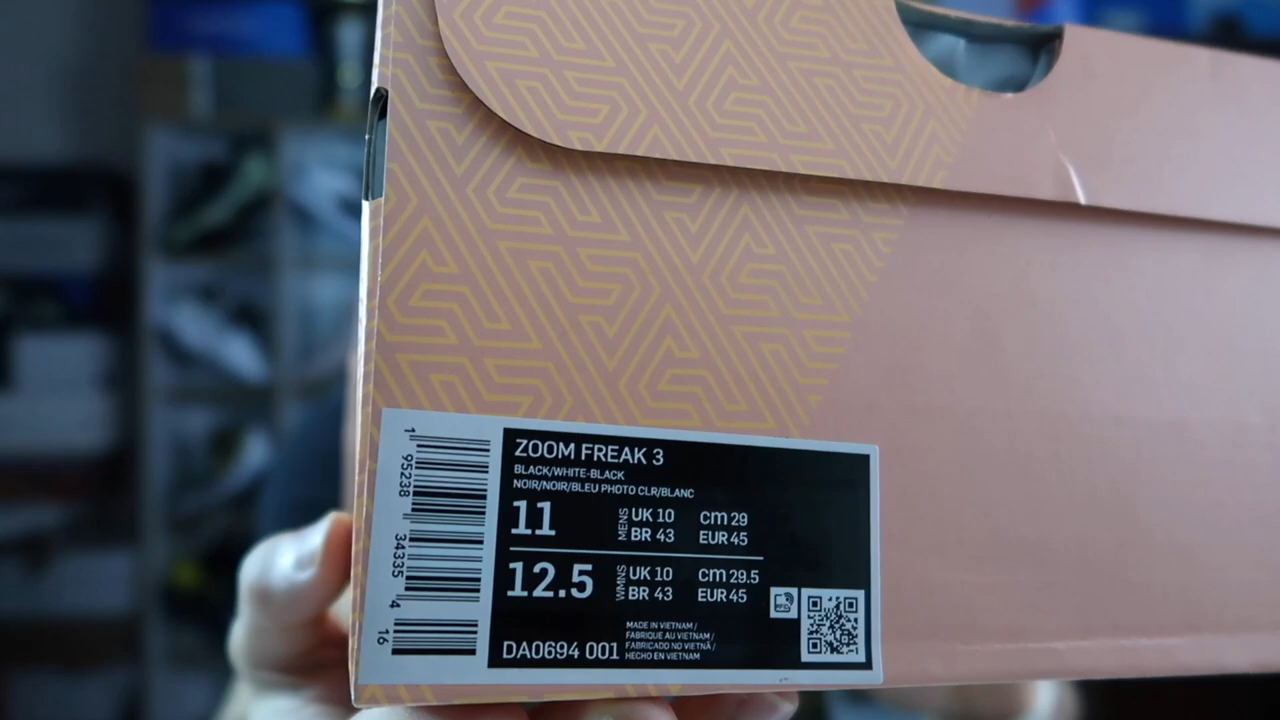 ZOOM FREAK 3
BLACK/WHITE-BLACK
NOIR/NOIR/BLEU PHOTO CLR/BLANC
11 MENS UK 10 CM 29
BR 43 EUR 45
12.5 WMNS UK 10 CM 29.5
BR 43 EUR 45
DA0694 001
MADE IN VIETNAM /
FABRIQUE AU VIETNAM /
FABRICADO NO VIETNÃ /
HECHO EN VIETNAM
1 95238 34335 4 16